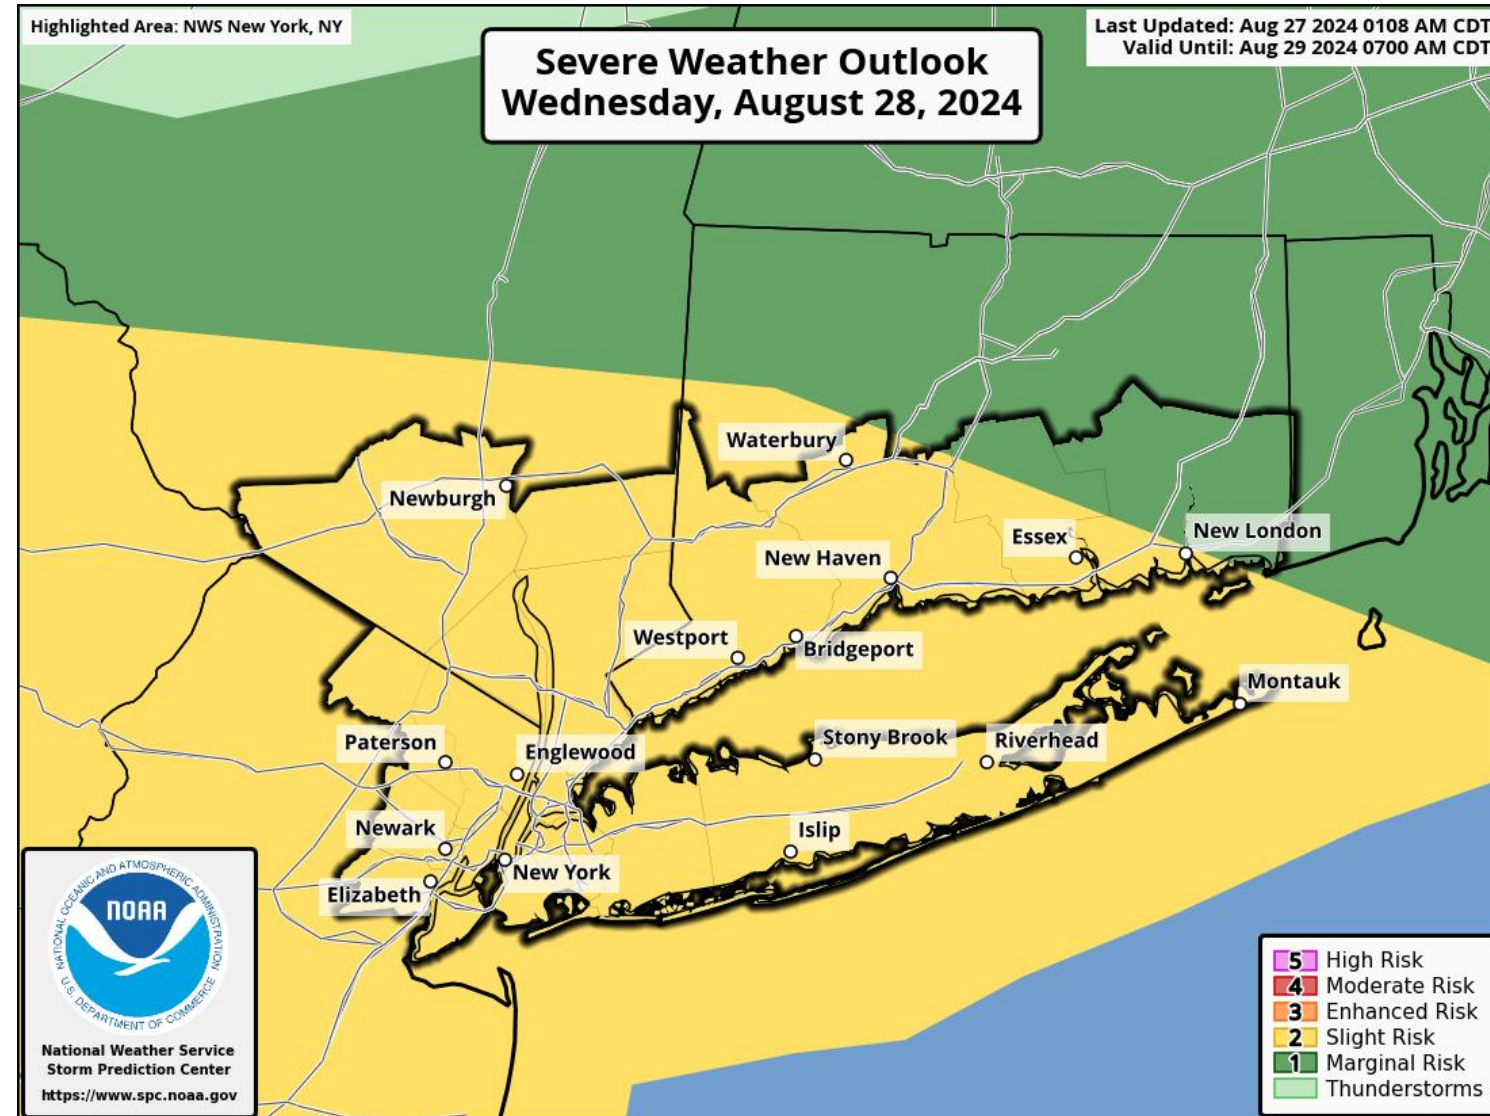 Highlighted Area: NWS New York, NY
Severe Weather Outlook
Wednesday, August 28, 2024
Last Updated: Aug 27 2024 0108 AM CDT
Valid Until: Aug 29 2024 0700 AM CDT
Waterbury
Newburgh
Essex
New London
New Haven
Westport
Bridgeport
Montauk
Paterson
Englewood
Stony Brook
Riverhead
Newark
Islip
New York
Elizabeth
NATIONAL OCEANIC AND ATMOSPHERIC ADMINISTRATION
NOAA
U.S. DEPARTMENT OF COMMERCE
National Weather Service
Storm Prediction Center
https://www.spc.noaa.gov
5 High Risk
4 Moderate Risk
3 Enhanced Risk
2 Slight Risk
1 Marginal Risk
Thunderstorms